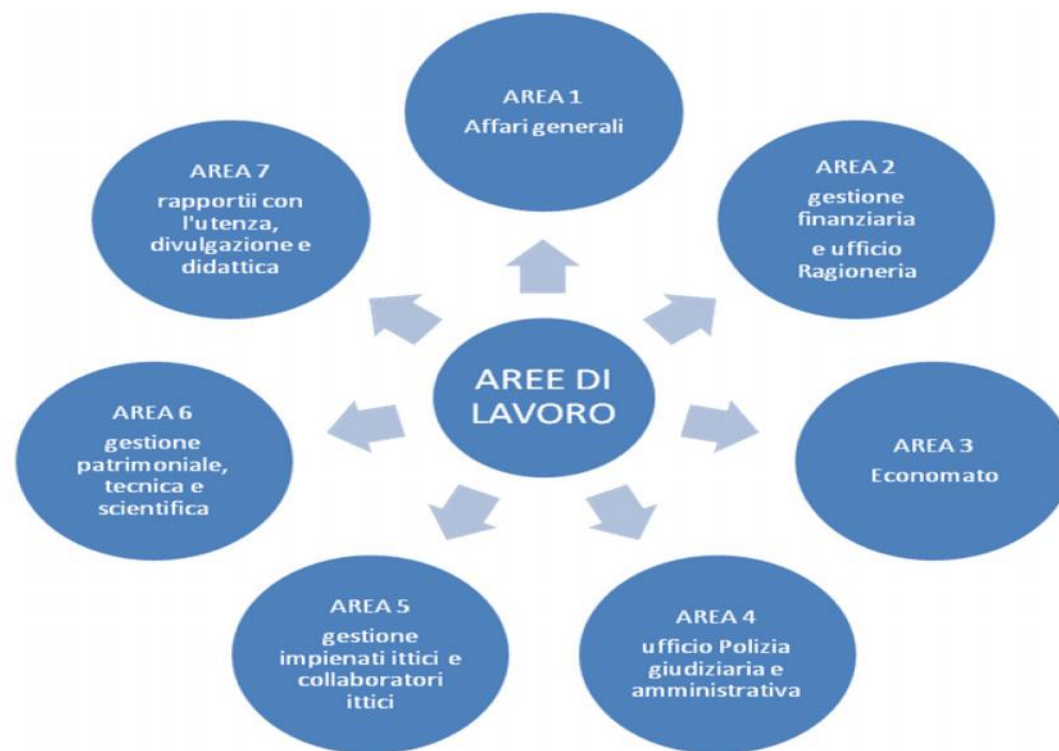 AREA 1
Affari generali
AREA 2
gestione
finanziaria
e ufficio
Ragioneria
AREA 3
Economato
AREA 4
ufficio Polizia
giudiziaria e
amministrativa
AREA 5
gestione
impienati ittici e
collaboratori
ittici
AREA 6
gestione
patrimoniale,
tecnica e
scientifica
AREA 7
rapportii con
l'utenza,
divulgazione e
didattica
AREE DI
LAVORO